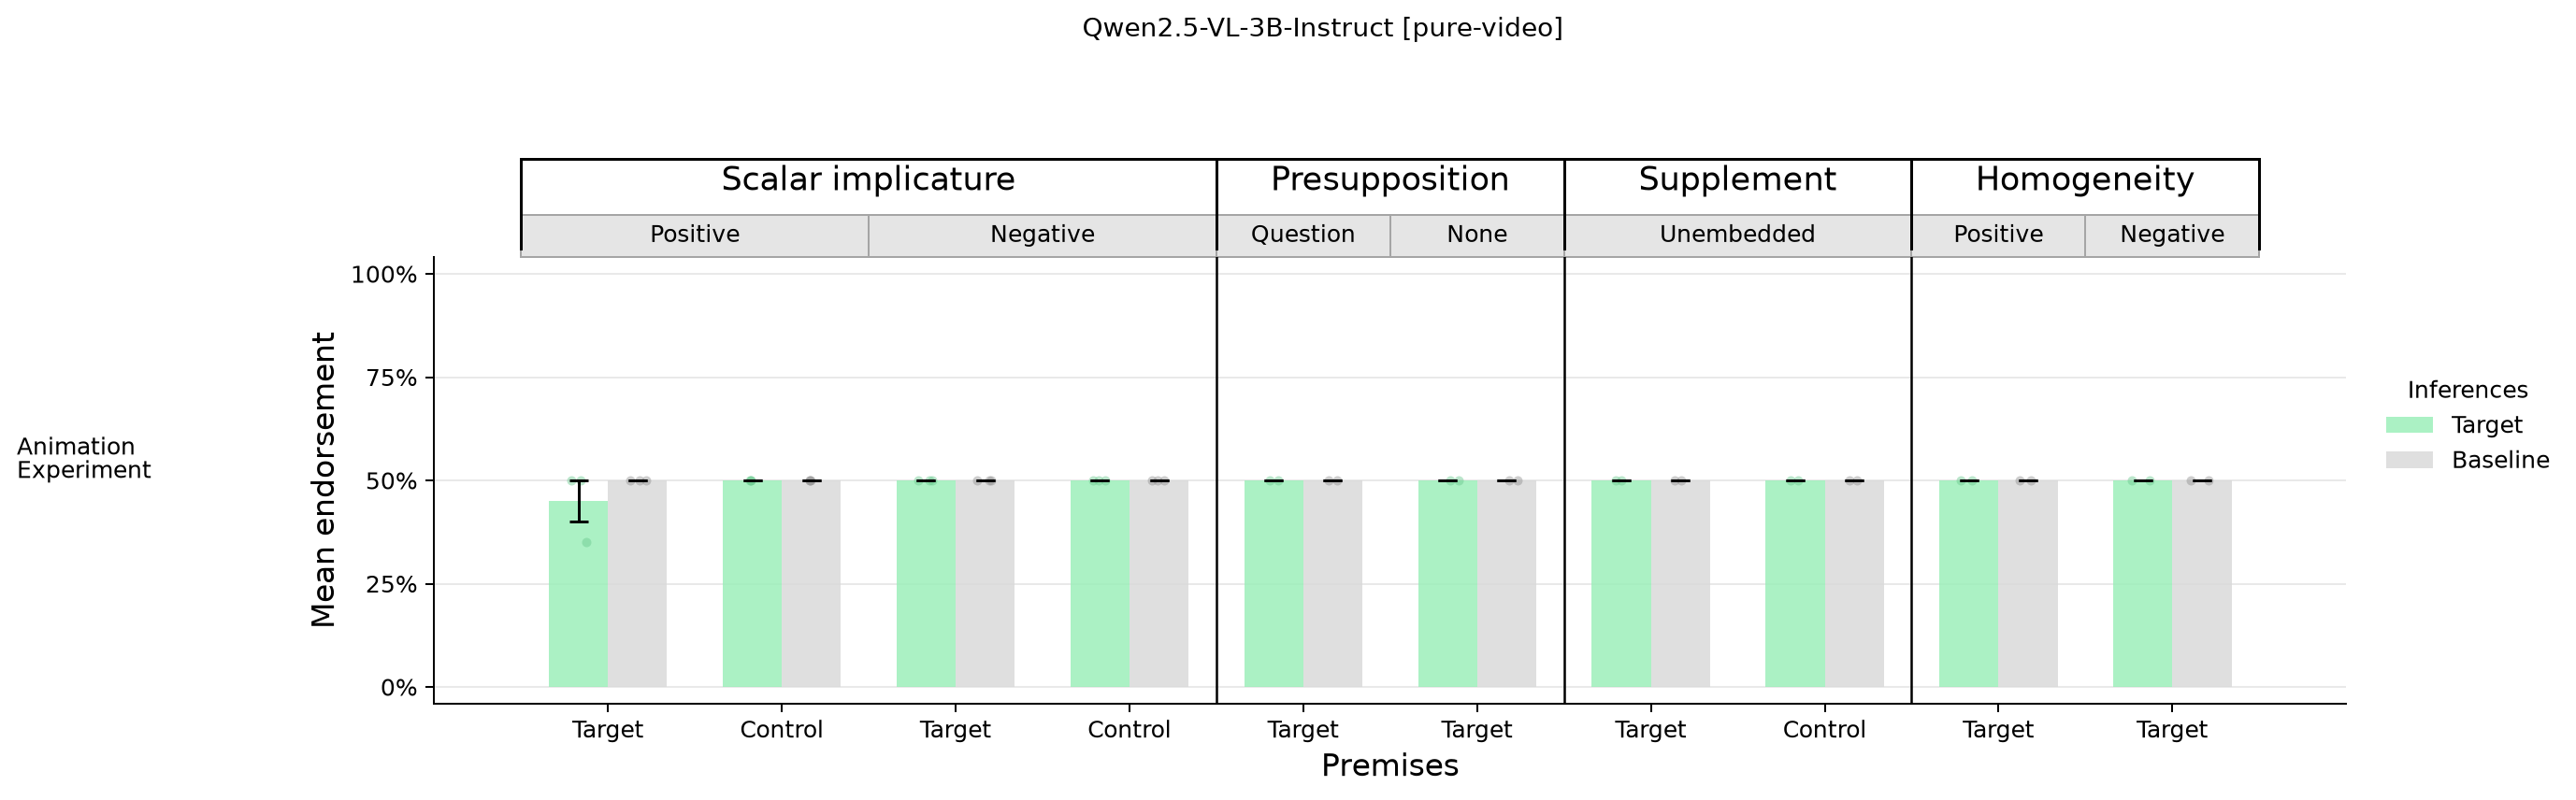 Qwen2.5-VL-3B-Instruct [pure-video]
Scalar implicature Presupposition Supplement Homogeneity
Positive Negative Question None Unembedded Positive Negative
100%
75%
50%
25%
0%
Mean endorsement
Animation
Experiment
Inferences
Target
Baseline
Target Control Target Control Target Target Target Control Target Target
Premises